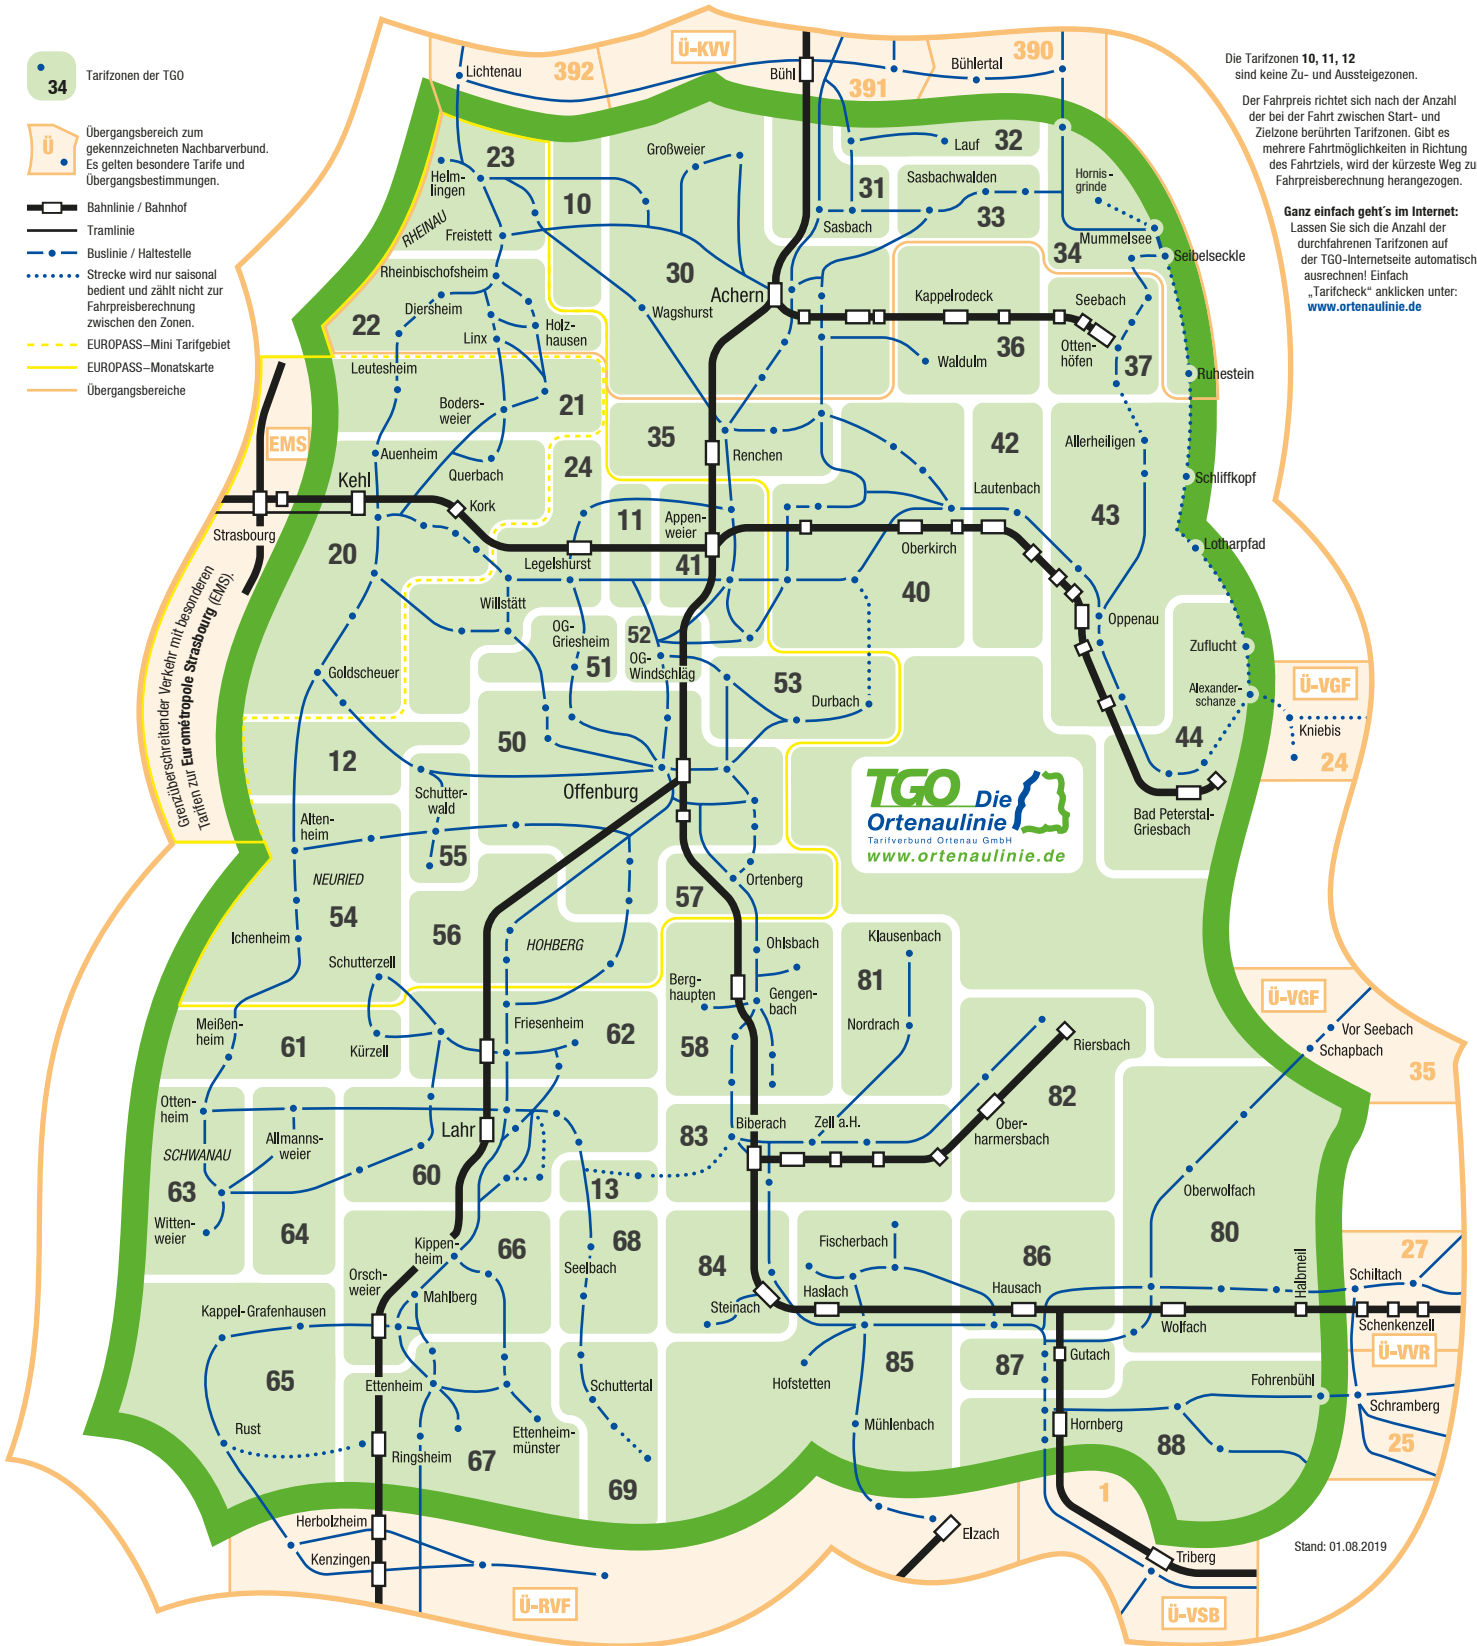 34
Tarifzonen der TGO
Ü
Übergangsbereich zum
gekennzeichneten Nachbarverbund.
Es gelten besondere Tarife und
Übergangsbestimmungen.
Bahnlinie / Bahnhof
Tramlinie
Buslinie / Haltestelle
Strecke wird nur saisonal
bedient und zählt nicht zur
Fahrpreisberechnung
zwischen den Zonen.
EUROPASS–Mini Tarifgebiet
EUROPASS–Monatskarte
Übergangsbereiche
Die Tarifzonen 10, 11, 12
sind keine Zu- und Aussteigezonen.
Der Fahrpreis richtet sich nach der Anzahl
der bei der Fahrt zwischen Start- und
Zielzone berührten Tarifzonen. Gibt es
mehrere Fahrtmöglichkeiten in Richtung
des Fahrtziels, wird der kürzeste Weg zu
Fahrpreisberechnung herangezogen.
Ganz einfach geht´s im Internet:
Lassen Sie sich die Anzahl der
durchfahrenen Tarifzonen auf
der TGO-Internetseite automatisch
ausrechnen! Einfach
„Tarifcheck“ anklicken unter:
www.ortenaulinie.de
Lichtenau
392
Ü-KVV
Bühl
391
Bühlertal
390
23
Helm-
lingen
RHEINAU
Freistett
10
Großweier
30
Lauf
32
31
Sasbachwalden
33
Sasbach
Hornis-
grinde
Mummelsee
34
Seibelseckle
Rheinbischofsheim
Diersheim
22
Linx
Holz-
hausen
Leutesheim
Wagshurst
Achern
Kappelrodeck
Seebach
36
Otten-
höfen
Waldulm
37
Ruhestein
Boders-
weier
21
35
Renchen
42
Allerheiligen
EMS
Auenheim
Querbach
24
Kehl
Kork
Strasbourg
20
Legelshurst
11
Appen-
weier
41
Oberkirch
Lautenbach
43
Schliffkopf
Lotharpfad
40
Willstätt
OG-
Griesheim
51
52
OG-
Windschläg
Oppenau
Zuflucht
Grenzüberschreitender Verkehr mit besonderen
Tarifen zur Eurométropole Strasbourg (EMS).
Goldscheuer
53
Durbach
Alexander-
schanze
Ü-VGF
Kniebis
24
44
12
50
Schutter-
wald
Offenburg
TGO Die
Ortenaulinie
Tarifverbund Ortenau GmbH
www.ortenaulinie.de
Bad Peterstal-
Griesbach
Alten-
heim
55
NEURIED
54
Ichenheim
56
57
Ortenberg
HOHBERG
Schutterzell
Ohlsbach
Klausenbach
81
Berg-
haupten
Gengen-
bach
Nordrach
Ü-VGF
Vor Seebach
Schapbach
35
Meißen-
heim
61
Kürzell
Friesenheim
62
58
Riersbach
82
Otten-
heim
Allmanns-
weier
SCHWANAU
63
Lahr
60
83
Biberach
Zell a.H.
Ober-
harmersbach
13
Oberwolfach
80
Witten-
weier
64
Kippen-
heim
66
68
Seelbach
84
Fischerbach
86
Hausach
Haslach
Steinach
Orsch-
weier
Mahlberg
Kappel-Grafenhausen
Halbmeil
27
Schiltach
Schenkenzell
Wolfach
Ü-VVR
65
Ettenheim
Schuttertal
Hofstetten
85
87
Gutach
Fohrenbühl
Schramberg
25
Rust
Ettenheim-
münster
Mühlenbach
Hornberg
88
Ringsheim
67
69
Herbolzheim
Kenzingen
Elzach
1
Triberg
Ü-RVF
Ü-VSB
Stand: 01.08.2019